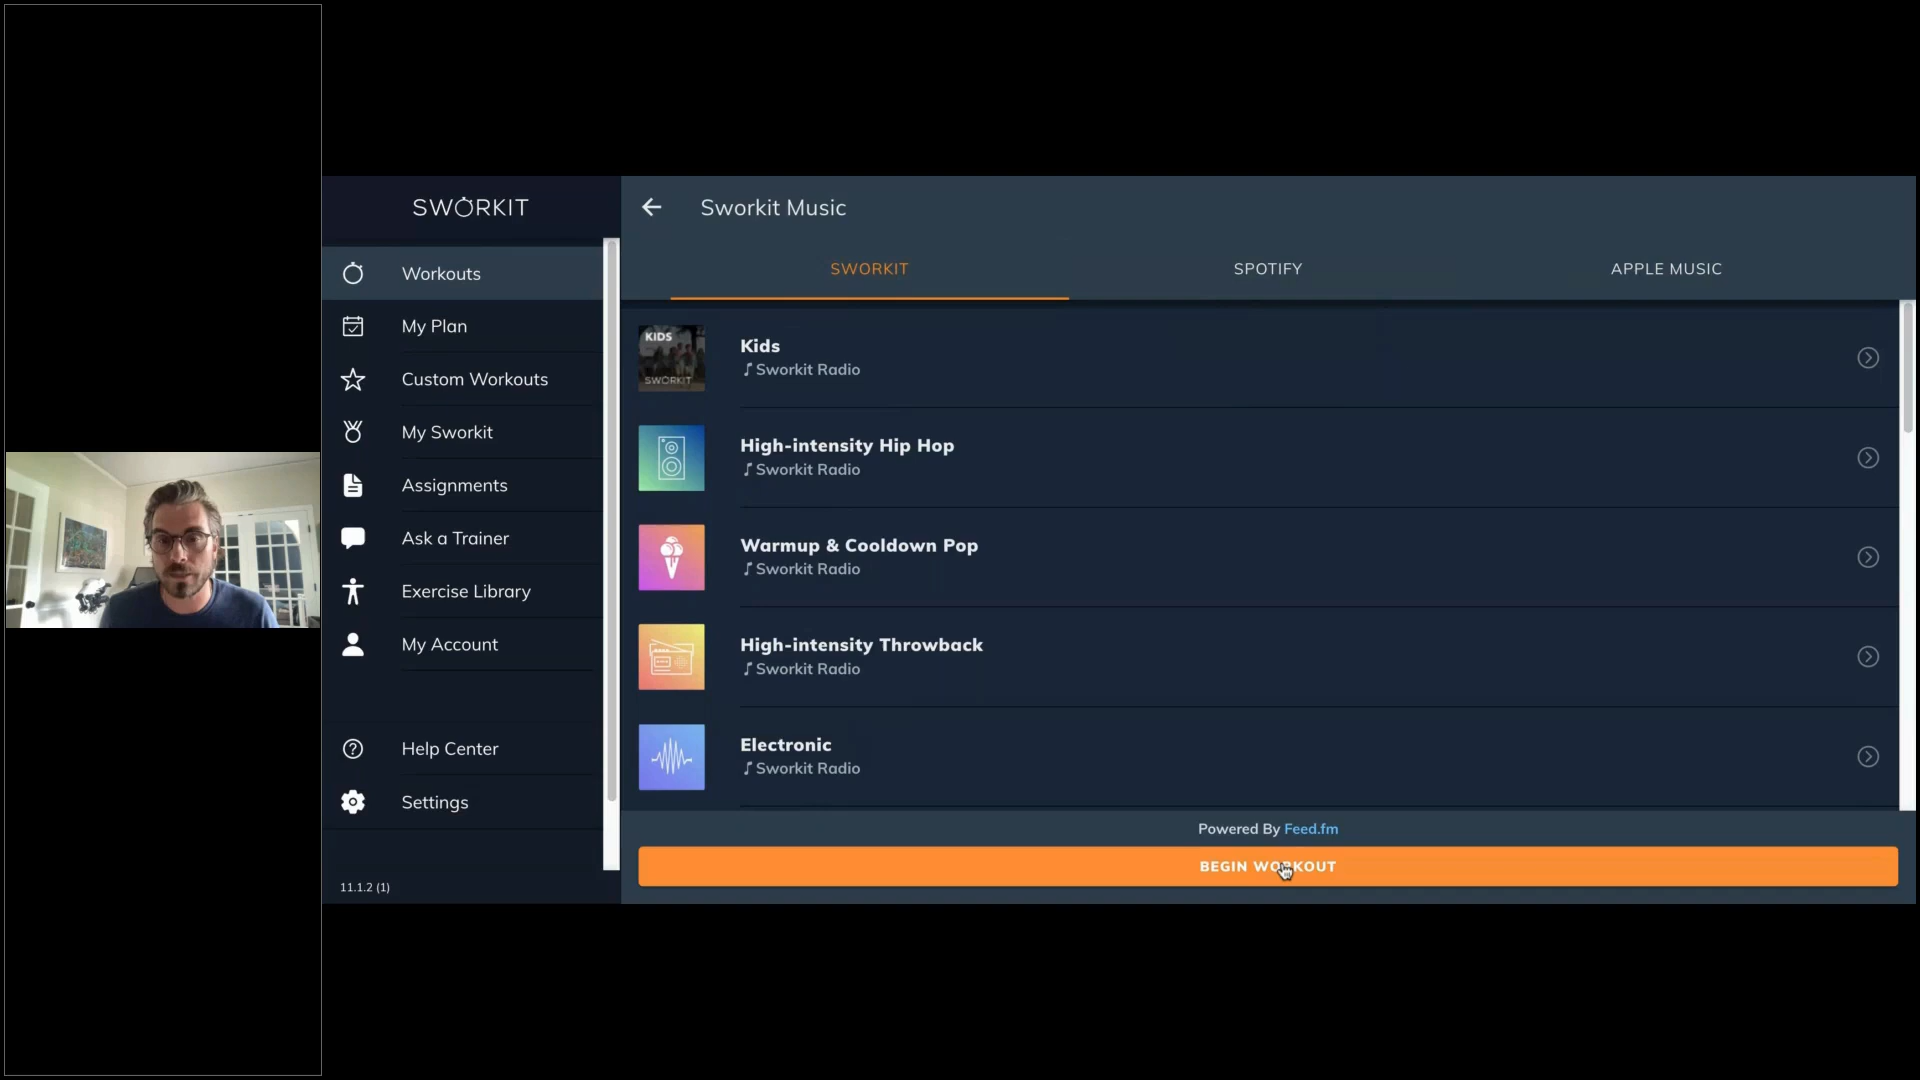 SWORKIT
Workouts
My Plan
Custom Workouts
My Sworkit
Assignments
Ask a Trainer
Exercise Library
My Account
Help Center
Settings
11.1.2 (1)
Sworkit Music
SWORKIT
SPOTIFY
APPLE MUSIC
KIDS
SWORKIT
Kids
Sworkit Radio
High-intensity Hip Hop
Sworkit Radio
Warmup & Cooldown Pop
Sworkit Radio
High-intensity Throwback
Sworkit Radio
Electronic
Sworkit Radio
Powered By Feed.fm
BEGIN WORKOUT